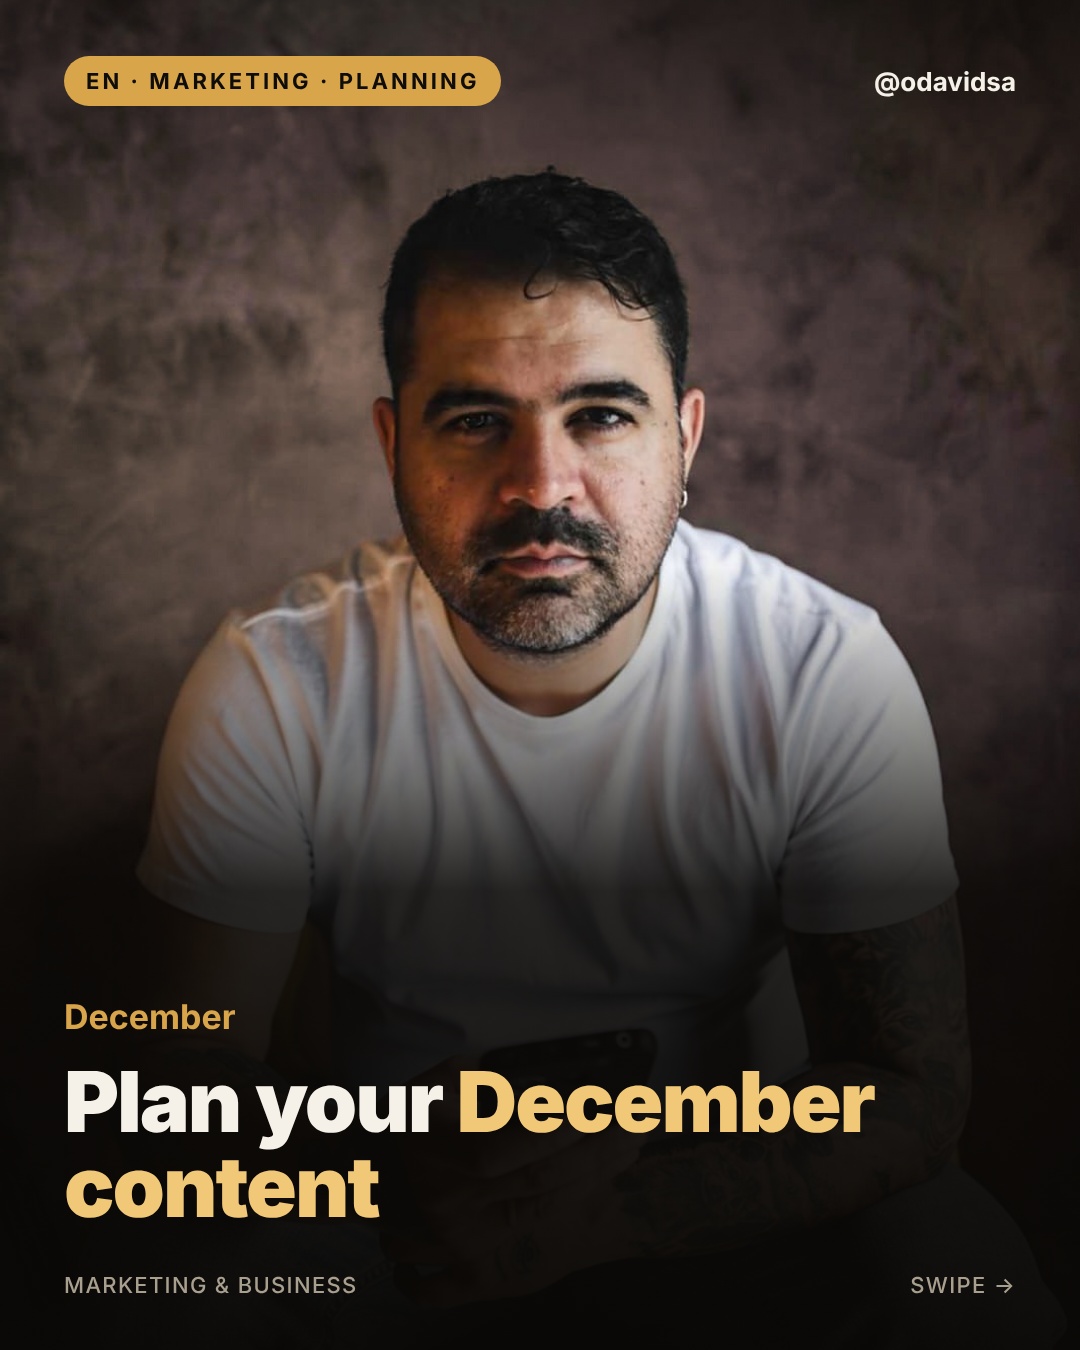 EN · MARKETING · PLANNING
@odavidsa
December
Plan your December
content
MARKETING & BUSINESS
SWIPE →